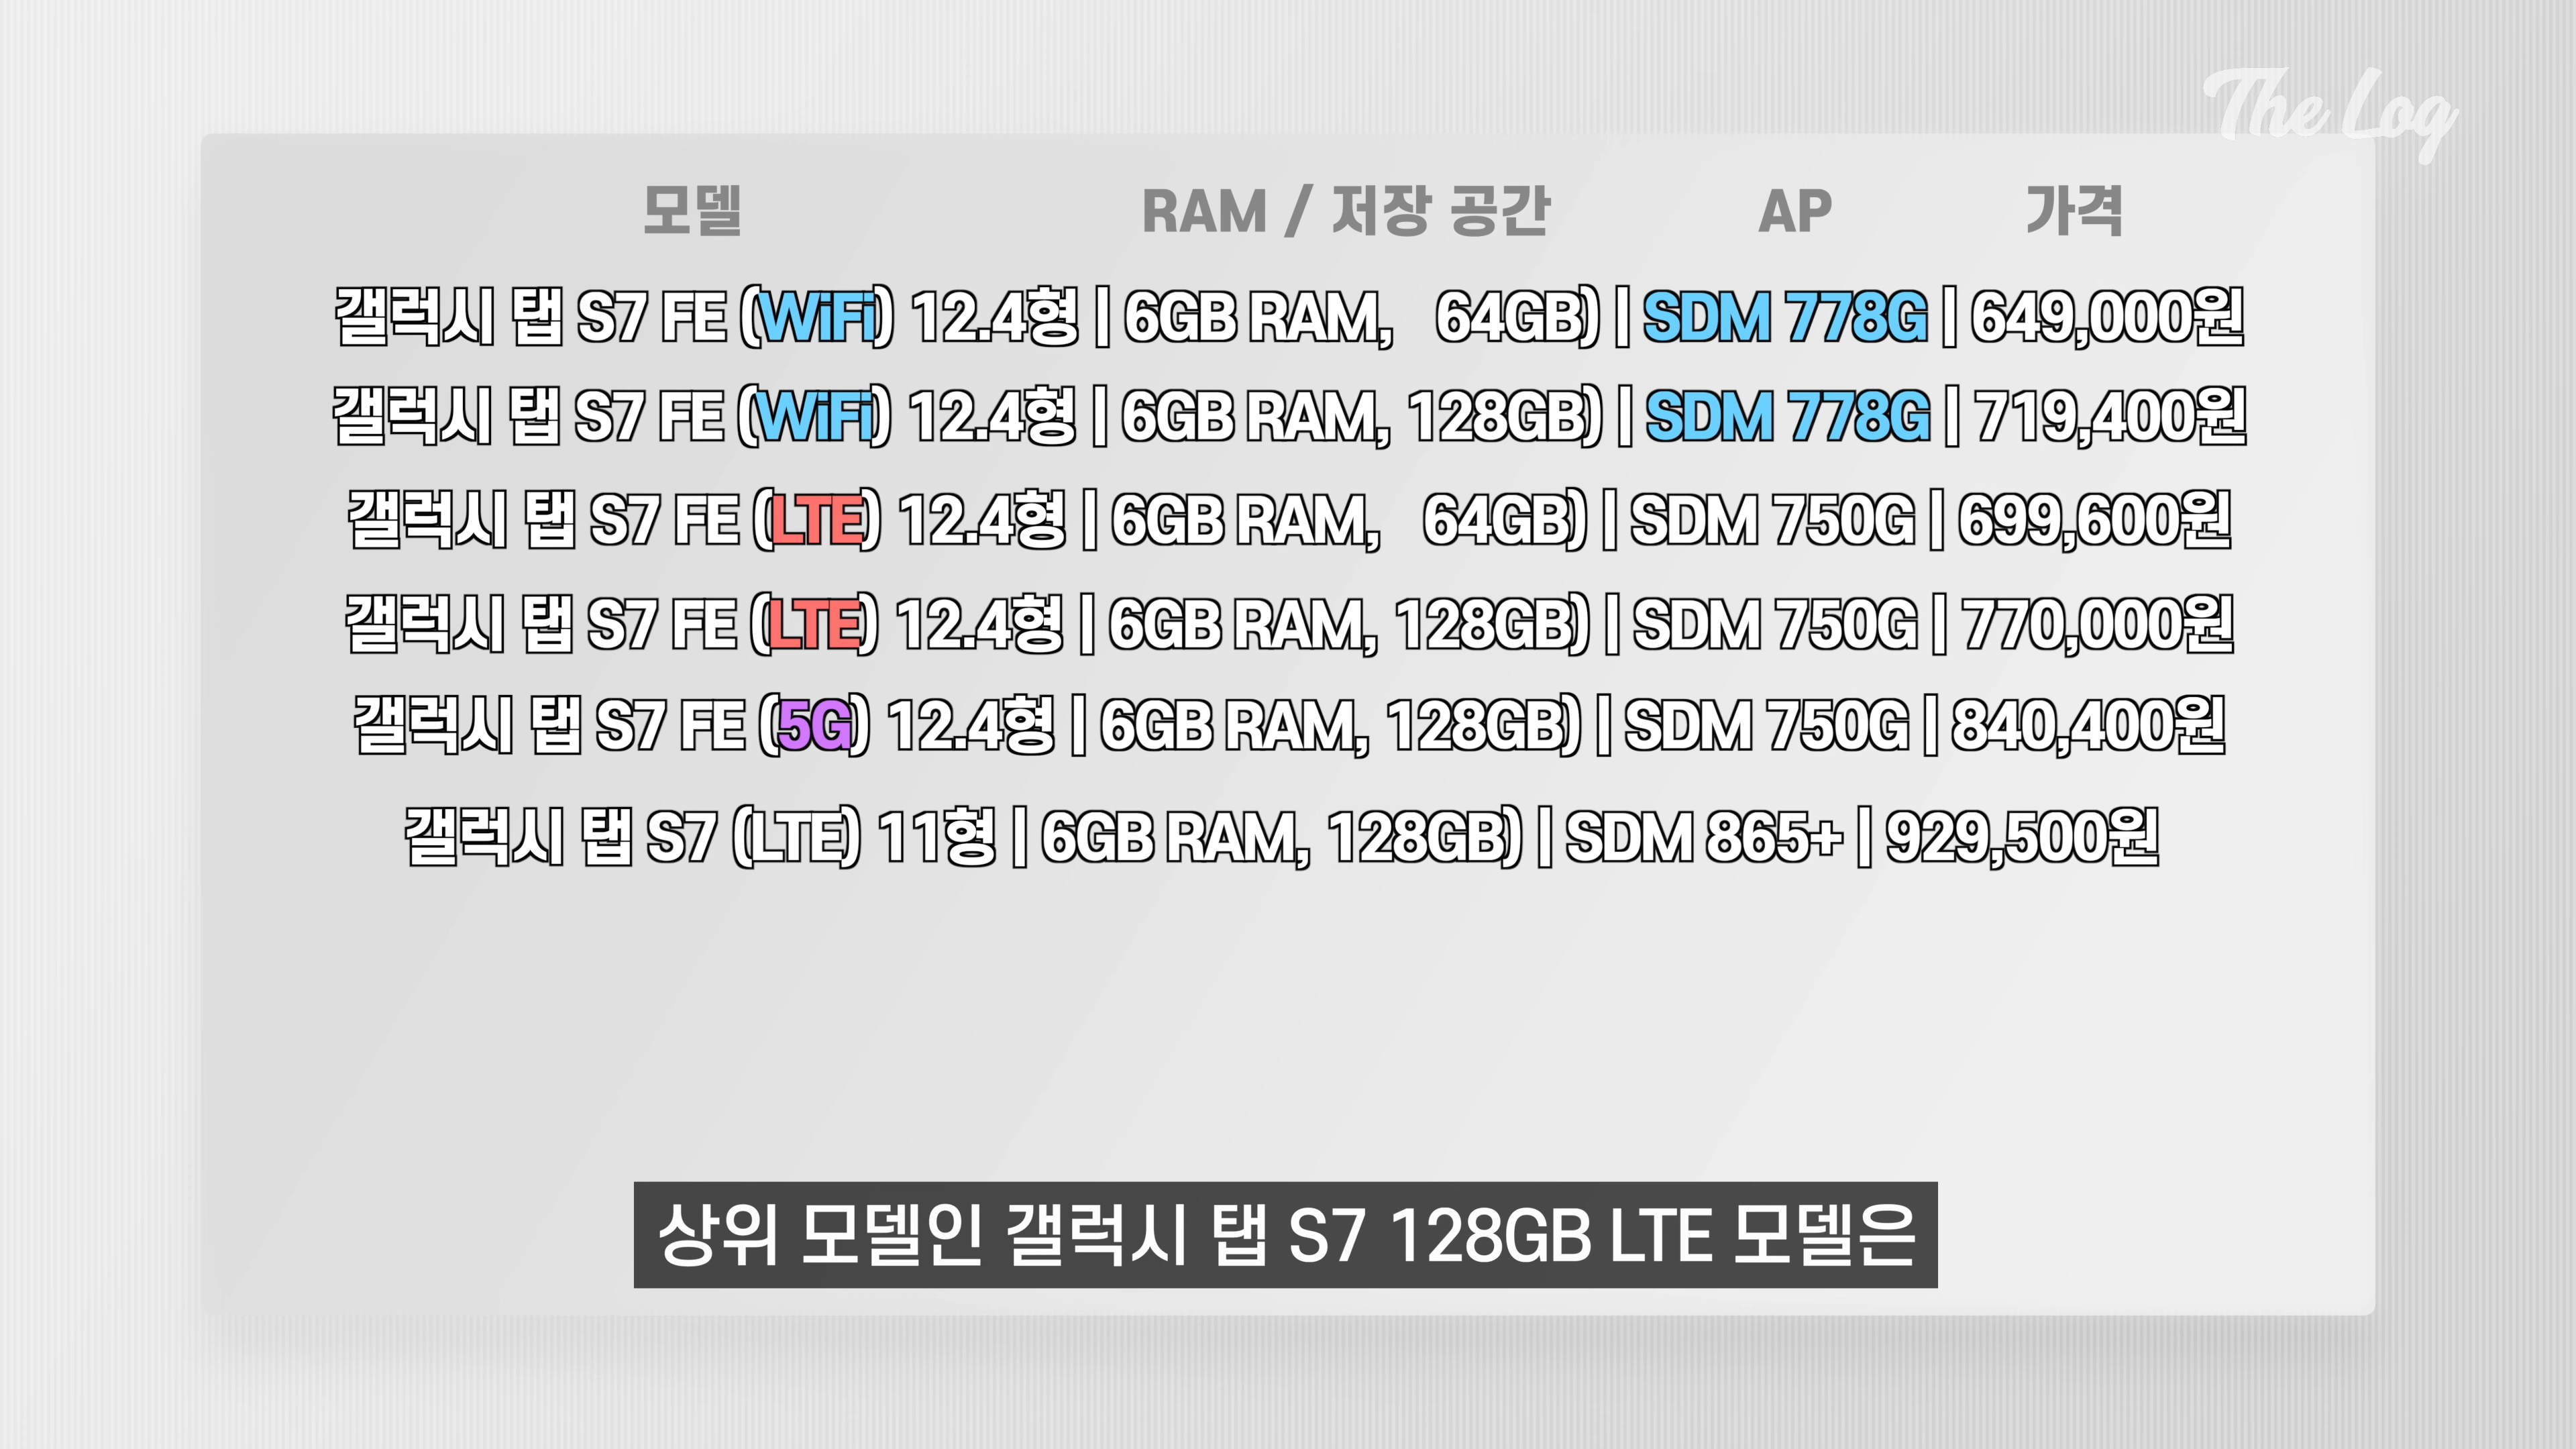 The Log
모델 RAM / 저장 공간 AP 가격
갤럭시 탭 S7 FE (WiFi) 12.4형 | 6GB RAM, 64GB) | SDM 778G | 649,000원
갤럭시 탭 S7 FE (WiFi) 12.4형 | 6GB RAM, 128GB) | SDM 778G | 719,400원
갤럭시 탭 S7 FE (LTE) 12.4형 | 6GB RAM, 64GB) | SDM 750G | 699,600원
갤럭시 탭 S7 FE (LTE) 12.4형 | 6GB RAM, 128GB) | SDM 750G | 770,000원
갤럭시 탭 S7 FE (5G) 12.4형 | 6GB RAM, 128GB) | SDM 750G | 840,400원
갤럭시 탭 S7 (LTE) 11형 | 6GB RAM, 128GB) | SDM 865+ | 929,500원
상위 모델인 갤럭시 탭 S7 128GB LTE 모델은